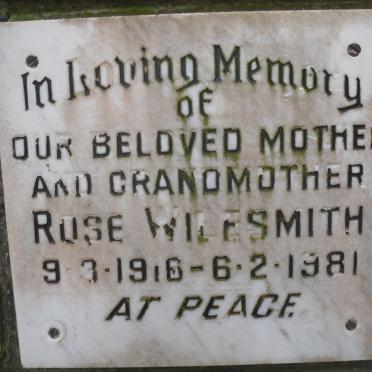 In Loving Memory
OF
OUR BELOVED MOTHER
AND GRANDMOTHER
ROSE WILESMITH
9-3-1916-6-2-1981
AT PEACE